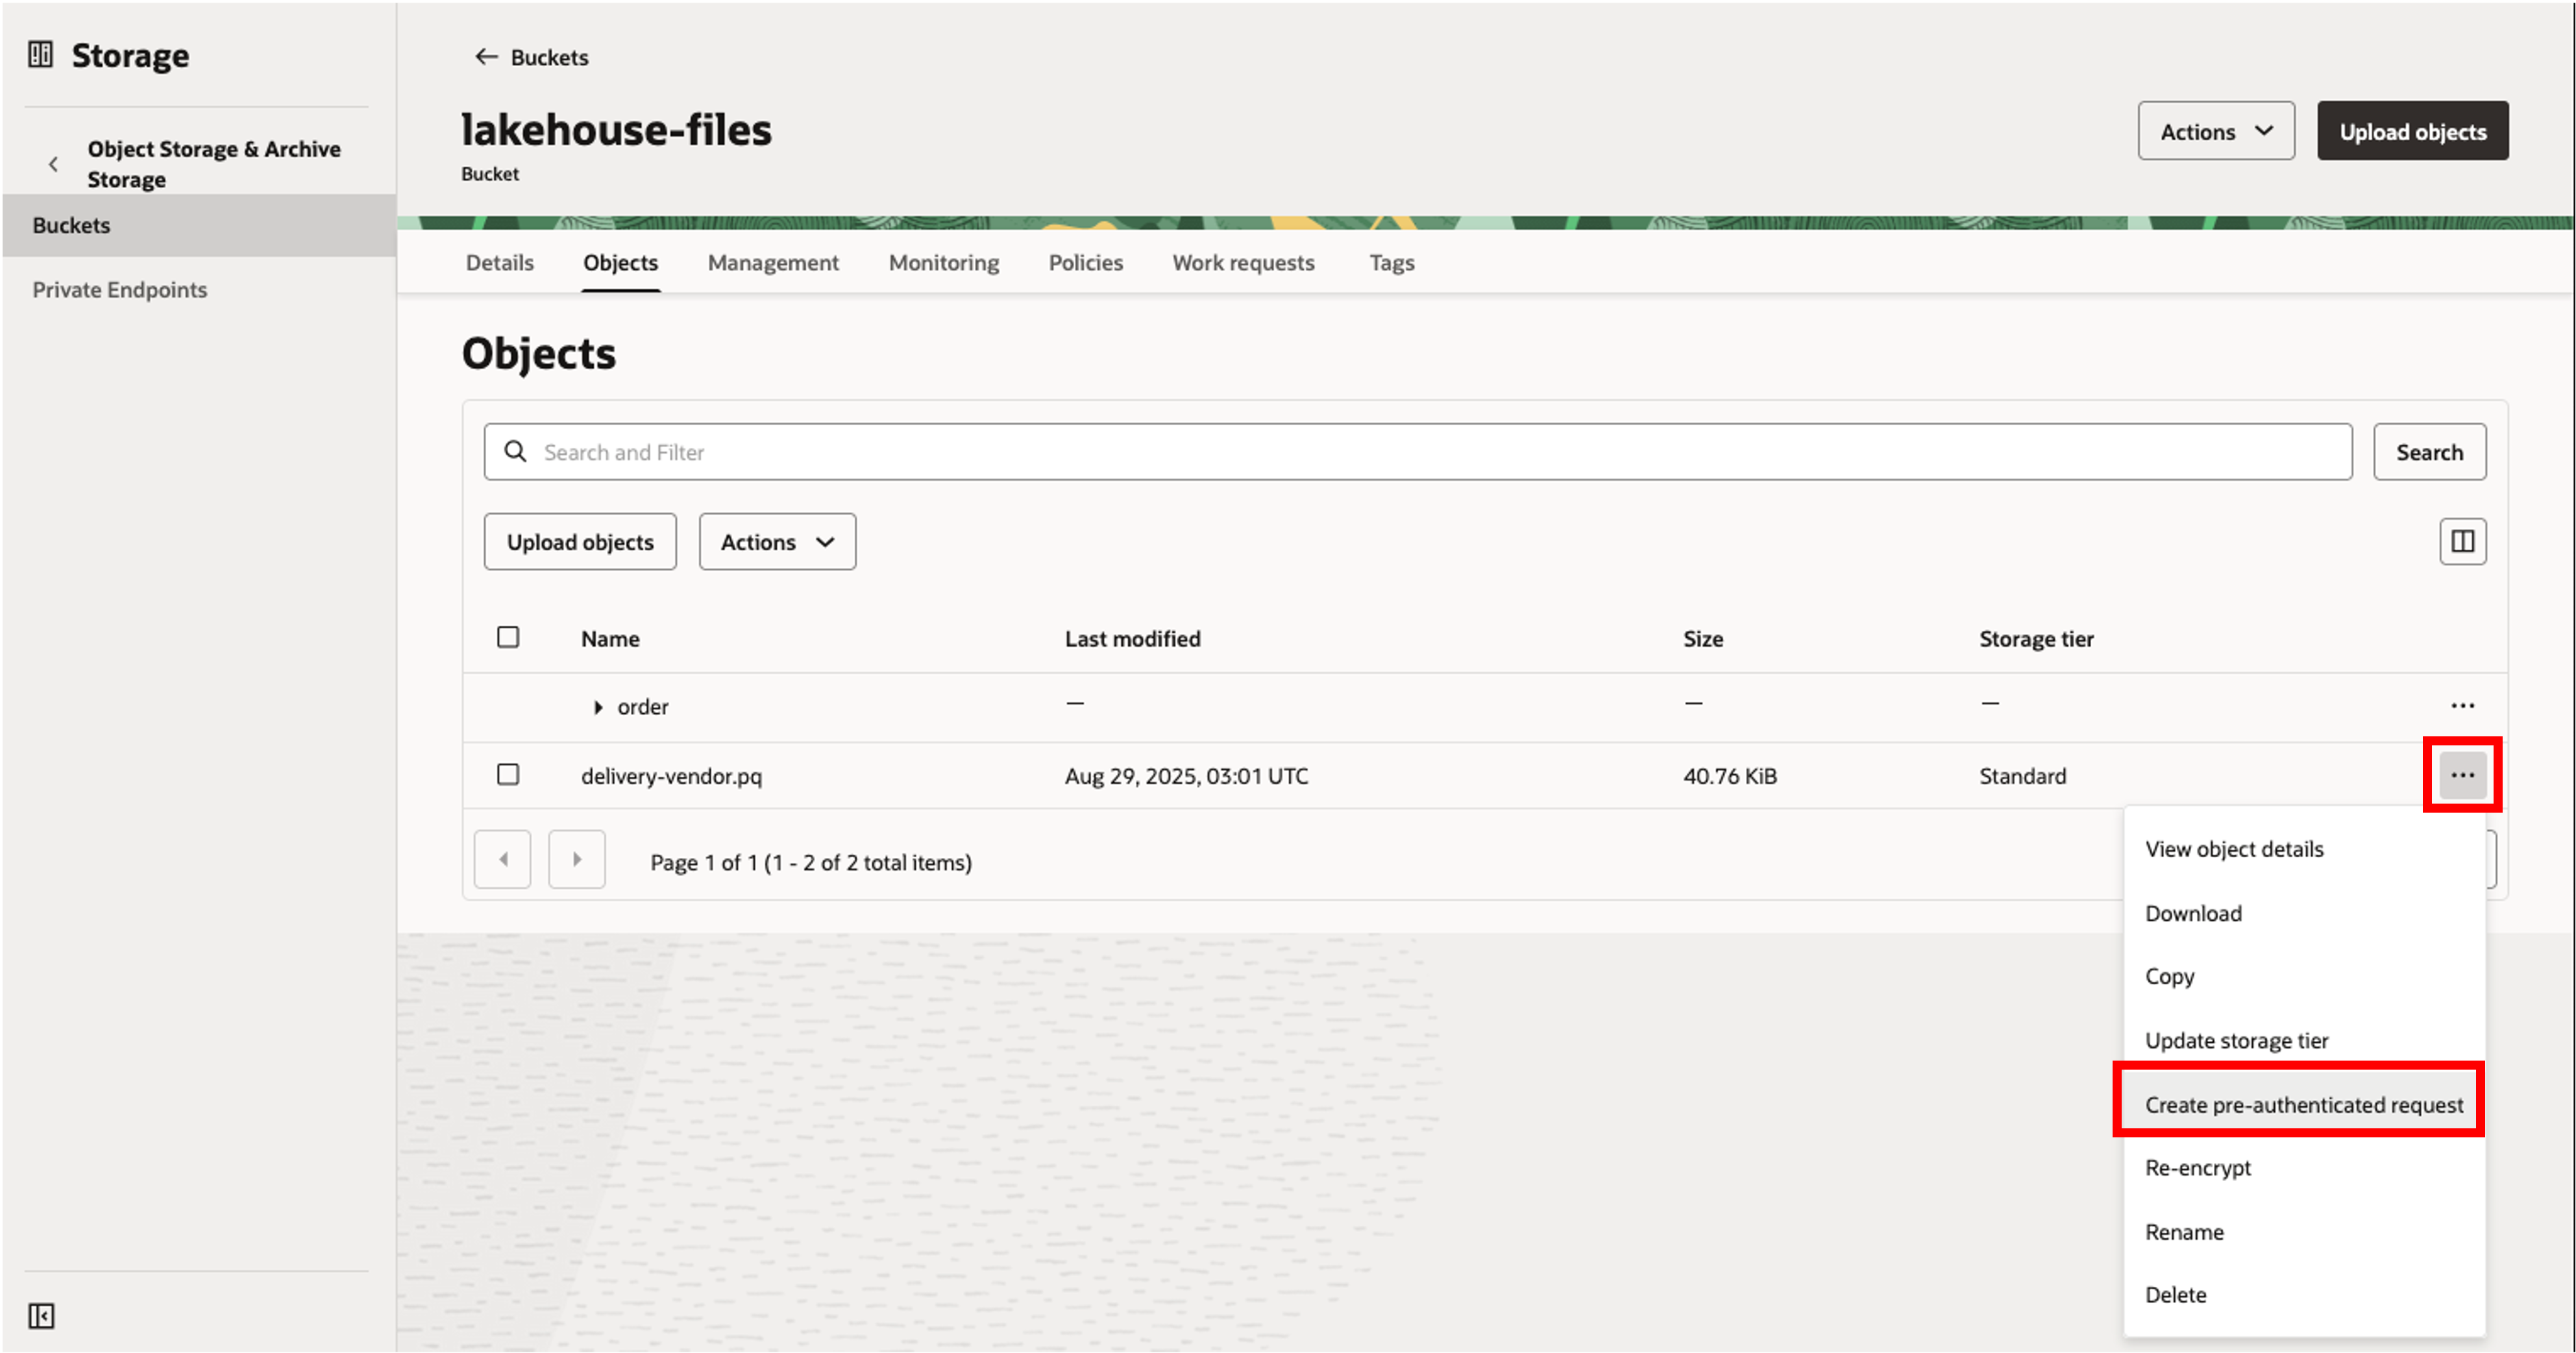 Storage
Object Storage & Archive
Storage
Buckets
Private Endpoints
Buckets
lakehouse-files
Bucket
Actions
Upload objects
Details Objects Management Monitoring Policies Work requests Tags
Objects
Search and Filter
Search
Upload objects Actions
Name Last modified Size Storage tier
order — — —
delivery-vendor.pq Aug 29, 2025, 03:01 UTC 40.76 KiB Standard
Page 1 of 1 (1 - 2 of 2 total items)
View object details
Download
Copy
Update storage tier
Create pre-authenticated request
Re-encrypt
Rename
Delete